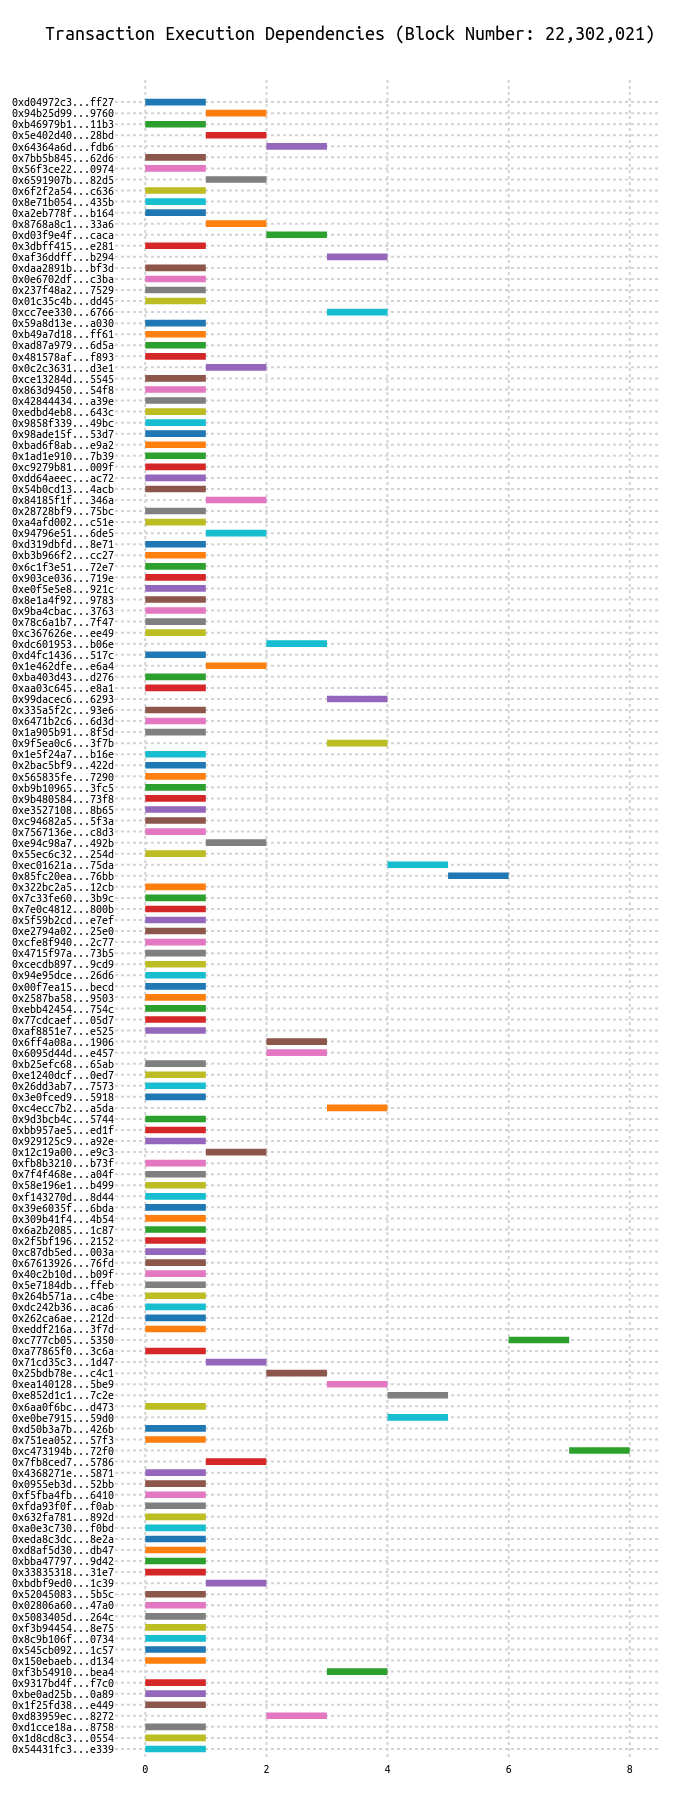 Transaction Execution Dependencies (Block Number: 22,302,021)
0xd04972c3...ff27
0x94b25d99...9760
0xb46979b1...11b3
0x5e402d40...28bd
0x64364a6d...fdb6
0x7bb5b845...62d6
0x56f3ce22...0974
0x6591907b...82d5
0x6f2f2a54...c636
0x8e71b054...435b
0xa2eb778f...b164
0x8768a8c1...33a6
0xd03f9e4f...caca
0x3dbff415...e281
0xaf36ddff...b294
0xdaa2891b...bf3d
0x0e6702df...c3ba
0x237f48a2...7529
0x01c35c4b...dd45
0xcc7ee330...6766
0x59a8d13e...a030
0xb49a7d18...ff61
0xad87a979...6d5a
0x481578af...f893
0x0c2c3631...d3e1
0xce13284d...5545
0x863d9450...54f8
0x42844434...a39e
0xedbd4eb8...643c
0x9858f339...49bc
0x98ade15f...53d7
0xbad6f8ab...e9a2
0x1ad1e910...7b39
0xc9279b81...009f
0xdd64aeec...ac72
0x54b0cd13...4acb
0x84185f1f...346a
0x28728bf9...75bc
0xa4afd002...c51e
0x94796e51...6de5
0xd319dbfd...8e71
0xb3b966f2...cc27
0x6c1f3e51...72e7
0x903ce036...719e
0xe0f5e5e8...921c
0x8e1a4f92...9783
0x9ba4cbac...3763
0x78c6a1b7...7f47
0xc367626e...ee49
0xdc601953...b06e
0xd4fc1436...517c
0x1e462dfe...e6a4
0xba403d43...d276
0xaa03c645...e8a1
0x99dacec6...6293
0x335a5f2c...93e6
0x6471b2c6...6d3d
0x1a905b91...8f5d
0x9f5ea0c6...3f7b
0x1e5f24a7...b16e
0x2bac5bf9...422d
0x565835fe...7290
0xb9b10965...3fc5
0x9b480584...73f8
0xe3527108...8b65
0xc94682a5...5f3a
0x7567136e...c8d3
0xe94c98a7...492b
0x55ec6c32...254d
0xec01621a...75da
0x85fc20ea...76bb
0x322bc2a5...12cb
0x7c33fe60...3b9c
0x7e0c4812...800b
0x5f59b2cd...e7ef
0xe2794a02...25e0
0xcfe8f940...2c77
0x4715f97a...73b5
0xcecdb897...9cd9
0x94e95dce...26d6
0x00f7ea15...becd
0x2587ba58...9503
0xebb42454...754c
0x77cdcaef...05d7
0xaf8851e7...e525
0x6ff4a08a...1906
0x6095d44d...e457
0xb25efc68...65ab
0xe1240dcf...0ed7
0x26dd3ab7...7573
0x3e0fced9...5918
0xc4ecc7b2...a5da
0x9d3bcb4c...5744
0xbb957ae5...ed1f
0x929125c9...a92e
0x12c19a00...e9c3
0xfb8b3210...b73f
0x7f4f468e...a04f
0x58e196e1...b499
0xf143270d...8d44
0x39e6035f...6bda
0x309b41f4...4b54
0x6a2b2085...1c87
0x2f5bf196...2152
0xc87db5ed...003a
0x67613926...76fd
0x40c2b10d...b09f
0x5e7184db...ffeb
0x264b571a...c4be
0xdc242b36...aca6
0x262ca6ae...212d
0xeddf216a...3f7d
0xc777cb05...5350
0xa77865f0...3c6a
0x71cd35c3...1d47
0x25bdb78e...c4c1
0xea140128...5be9
0xe852d1c1...7c2e
0x6aa0f6bc...d473
0xe0be7915...59d0
0xd50b3a7b...426b
0x751ea052...57f3
0xc473194b...72f0
0x7fb8ced7...5786
0x4368271e...5871
0x0955eb3d...52bb
0xf5fba4fb...6410
0xfda93f0f...f0ab
0x632fa781...892d
0xa0e3c730...f0bd
0xeda8c3dc...8e2a
0xd8af5d30...db47
0xbba47797...9d42
0x33835318...31e7
0xbdbf9ed0...1c39
0x52045083...5b5c
0x02806a60...47a0
0x5083405d...264c
0xf3b94454...8e75
0x8c9b106f...0734
0x545cb092...1c57
0x150ebaeb...d134
0xf3b54910...bea4
0x9317bd4f...f7c0
0xbe0ad25b...0a89
0x1f25fd38...e449
0xd83959ec...8272
0xd1cce18a...8758
0x1d8cd8c3...0554
0x54431fc3...e339
0 2 4 6 8